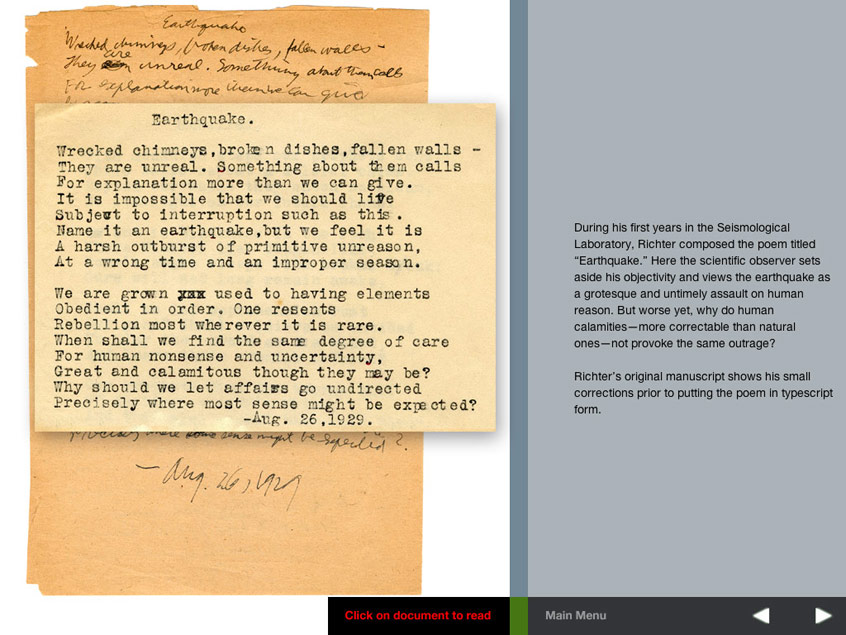 Earthquake
Wrecked chimneys, broken dishes, fallen walls -
They are unreal. Something about them calls
For explanation more than we can give
Earthquake.
Wrecked chimneys,broken dishes,fallen walls -
They are unreal. Something about them calls
For explanation more than we can give.
It is impossible that we should live
Subject to interruption such as this.
Name it an earthquake,but we feel it is
A harsh outburst of primitive unreason,
At a wrong time and an improper season.
We are grown xxx used to having elements
Obedient in order. One resents
Rebellion most wherever it is rare.
When shall we find the same degree of care
For human nonsense and uncertainty,
Great and calamitous though they may be?
Why should we let affairs go undirected
Precisely where most sense might be expected?
-Aug. 26,1929.
Precisely where some sense might be expected?
— Aug. 26, 1929
During his first years in the Seismological
Laboratory, Richter composed the poem titled
“Earthquake.” Here the scientific observer sets
aside his objectivity and views the earthquake as
a grotesque and untimely assault on human
reason. But worse yet, why do human
calamities—more correctable than natural
ones—not provoke the same outrage?
Richter’s original manuscript shows his small
corrections prior to putting the poem in typescript
form.
Click on document to read
Main Menu